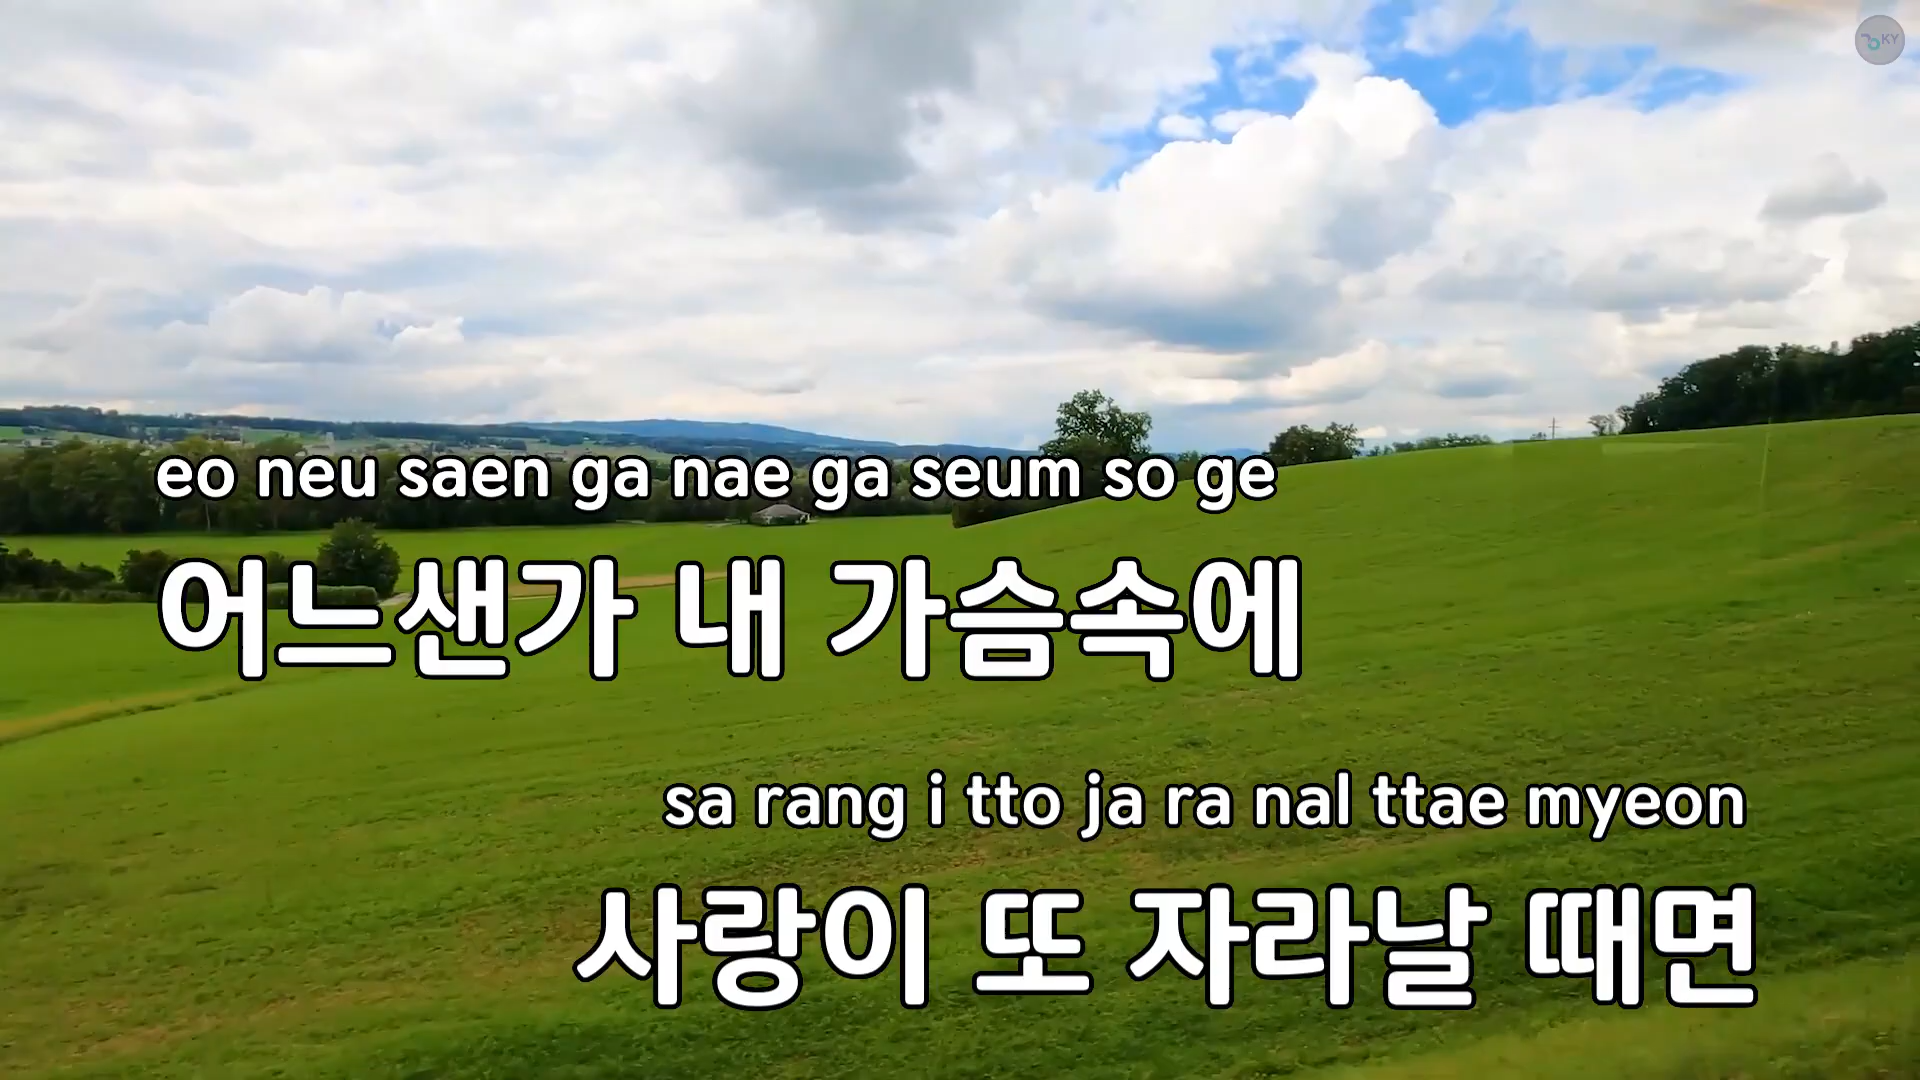 KY
eo neu saen ga nae ga seum so ge
어느샌가 내 가슴속에
sa rang i tto ja ra nal ttae myeon
사랑이 또 자라날 때면